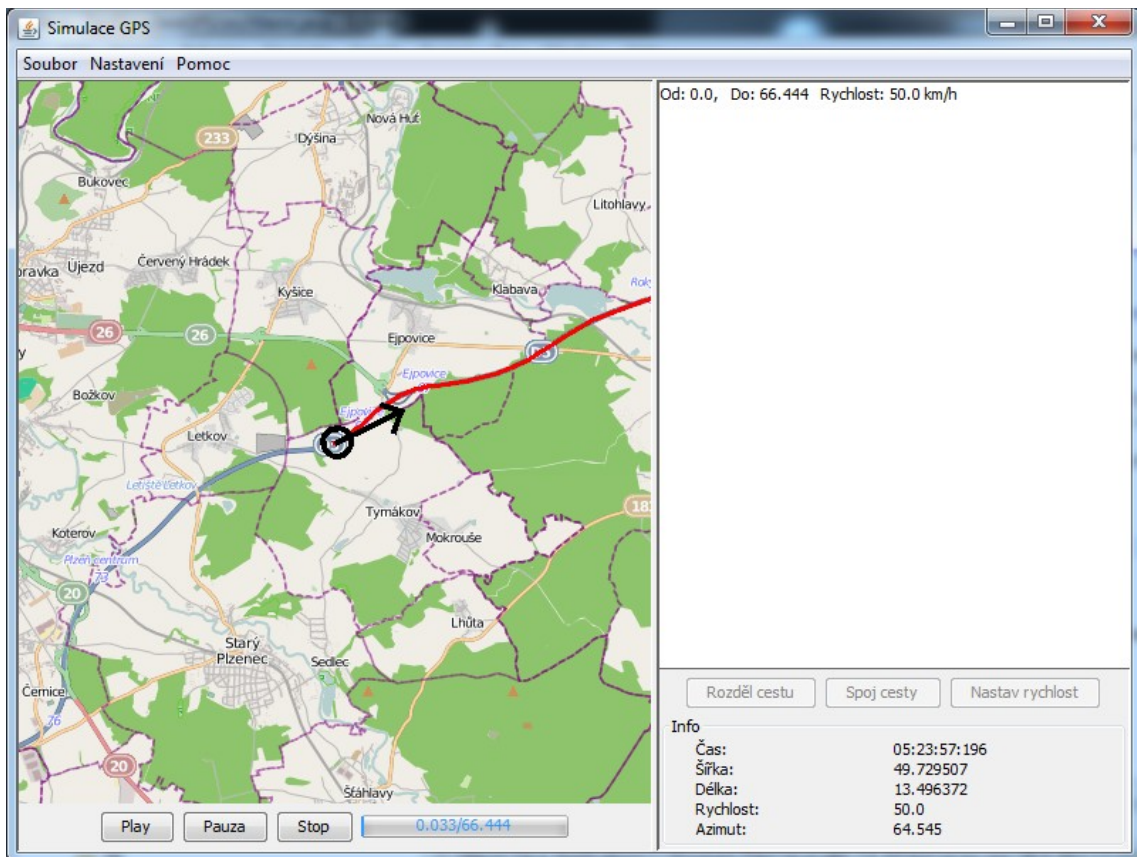 Simulace GPS
Soubor Nastavení Pomoc
Od: 0.0, Do: 66.444 Rychlost: 50.0 km/h
Nová Huť
233
Dýšina
Bukovec
Litohlavy
Újezd
Červený Hrádek
Kyšice
Klabava
26
26
Ejpovice
Božkov
Ejpovice
Letkov
Letiště Letkov
Tymákov
Mokrouše
Koterov
Plzeň centrum
73
20
Lhůta
Starý
Plzenec
Sedlec
Černice
76
20
Šťáhlavy
Rozděl cestu Spoj cesty Nastav rychlost
Info
Čas: 05:23:57:196
Šířka: 49.729507
Délka: 13.496372
Rychlost: 50.0
Azimut: 64.545
Play Pauza Stop 0.033/66.444